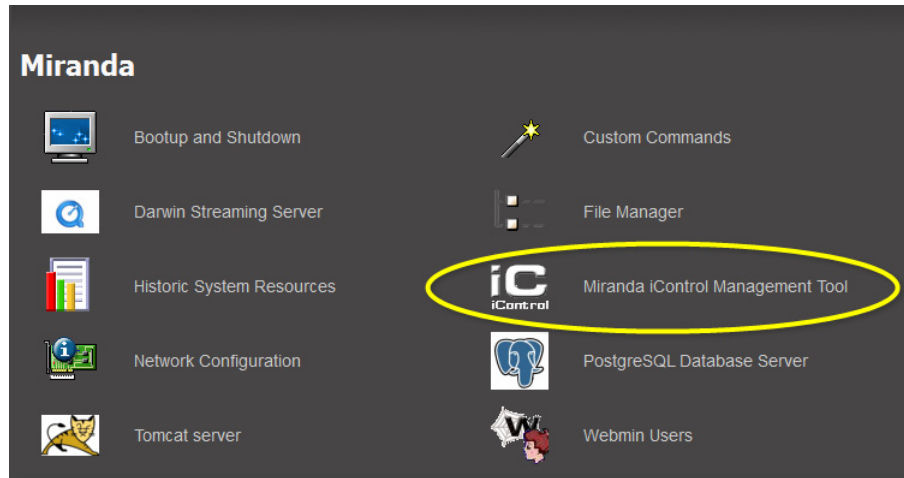 Miranda
Bootup and Shutdown
Custom Commands
Darwin Streaming Server
File Manager
Historic System Resources
iC
iControl
Miranda iControl Management Tool
Network Configuration
PostgreSQL Database Server
Tomcat server
W
Webmin Users